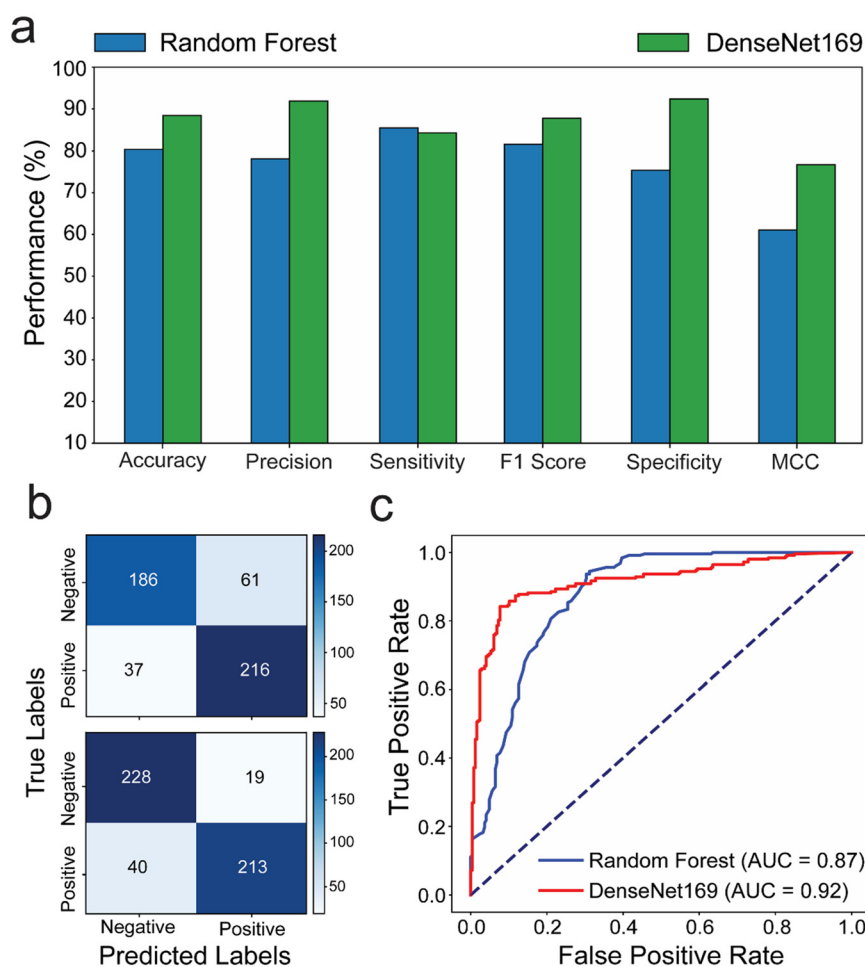 a
Random Forest DenseNet169
100
90
80
70
60
50
40
30
20
10
Performance (%)
Accuracy Precision Sensitivity F1 Score Specificity MCC
b
True Labels
Negative
186 61
Positive
37 216
200
150
100
50
Negative
228 19
Positive
40 213
200
150
100
50
Negative Positive
Predicted Labels
c
True Positive Rate
1.0
0.8
0.6
0.4
0.2
0.0
Random Forest (AUC = 0.87)
DenseNet169 (AUC = 0.92)
0.0 0.2 0.4 0.6 0.8 1.0
False Positive Rate